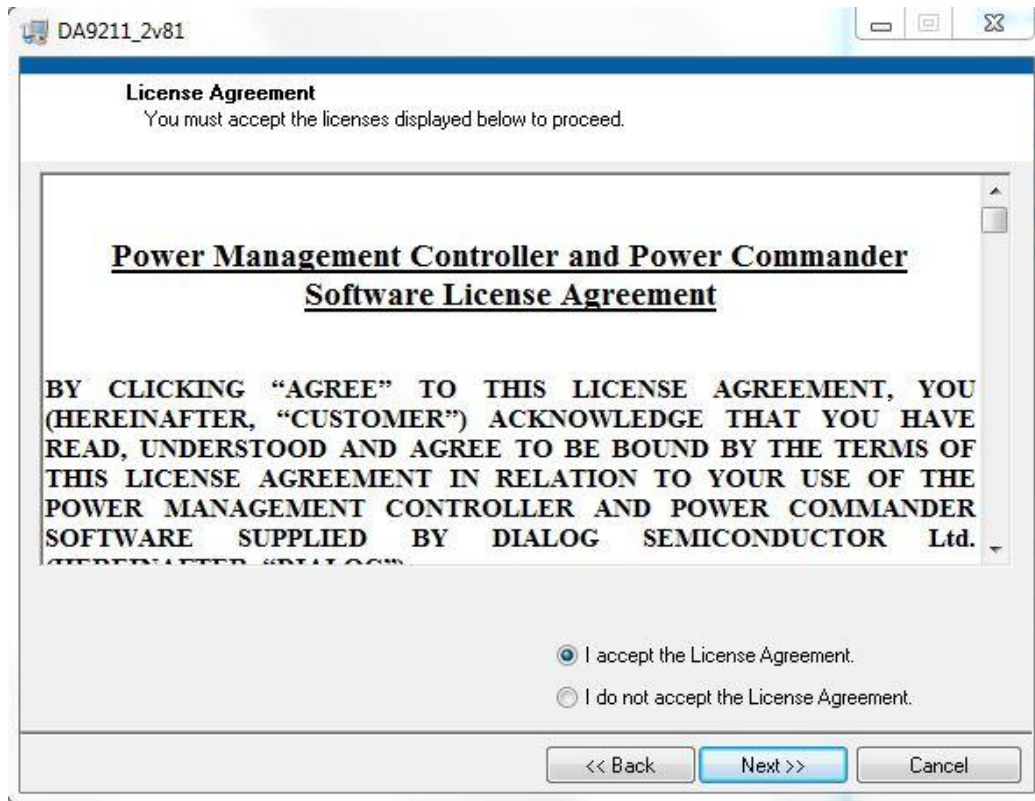 DA9211_2v81
License Agreement
You must accept the licenses displayed below to proceed.
Power Management Controller and Power Commander
Software License Agreement
BY CLICKING “AGREE” TO THIS LICENSE AGREEMENT, YOU
(HEREINAFTER, “CUSTOMER”) ACKNOWLEDGE THAT YOU HAVE
READ, UNDERSTOOD AND AGREE TO BE BOUND BY THE TERMS OF
THIS LICENSE AGREEMENT IN RELATION TO YOUR USE OF THE
POWER MANAGEMENT CONTROLLER AND POWER COMMANDER
SOFTWARE SUPPLIED BY DIALOG SEMICONDUCTOR Ltd.
(HEREINAFTER, “DIALOG”)
I accept the License Agreement.
I do not accept the License Agreement.
<< Back Next >> Cancel